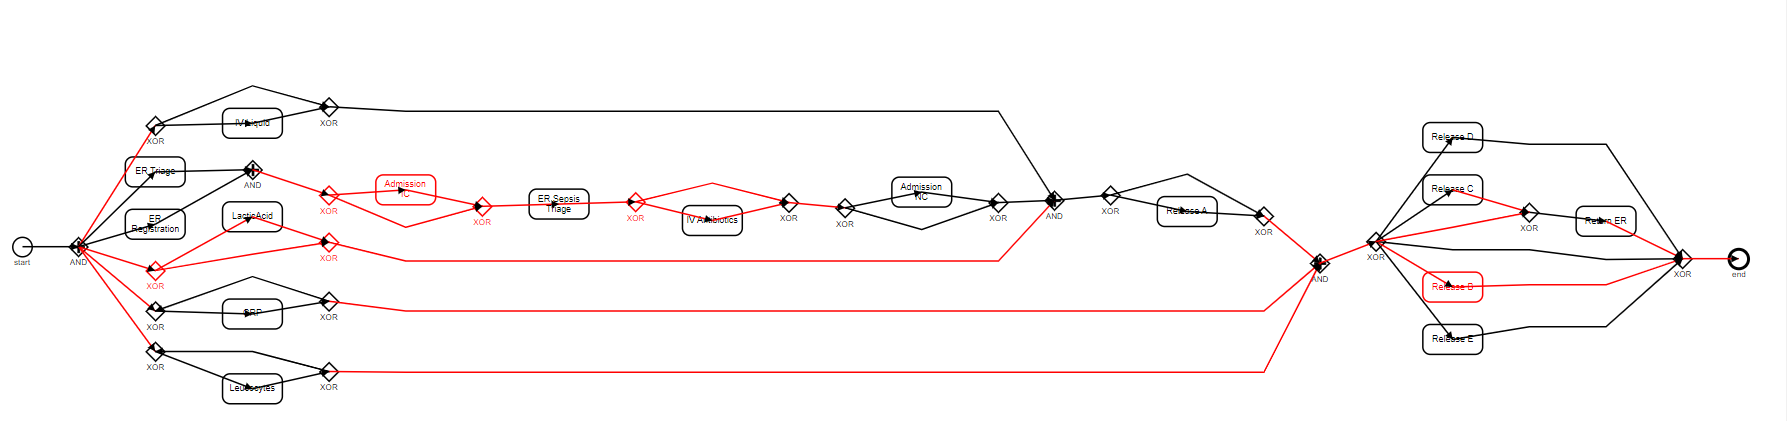 start
AND
XOR
IV Liquid
XOR
ER Triage
AND
ER
Registration
LacticAcid
XOR
XOR
XOR
CRP
XOR
XOR
XOR
Leucocytes
XOR
Admission
IC
XOR
ER Sepsis
Triage
XOR
IV Antibiotics
XOR
XOR
Admission
NC
XOR
AND
XOR
Release A
XOR
AND
XOR
Release D
Release C
XOR
Return ER
Release B
Release E
XOR
end